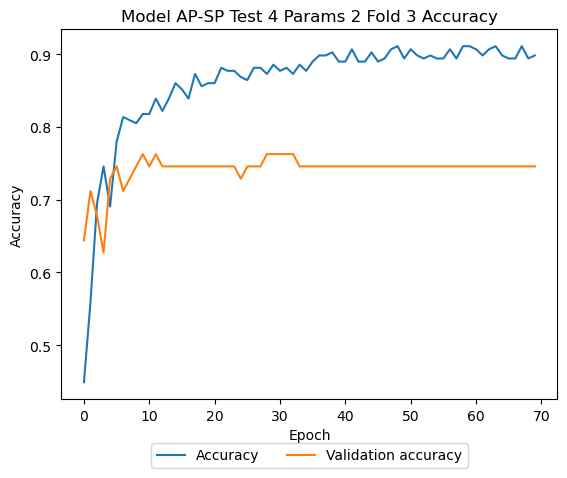 Model AP-SP Test 4 Params 2 Fold 3 Accuracy
Accuracy
0.9
0.8
0.7
0.6
0.5
0 10 20 30 40 50 60 70
Epoch
Accuracy Validation accuracy